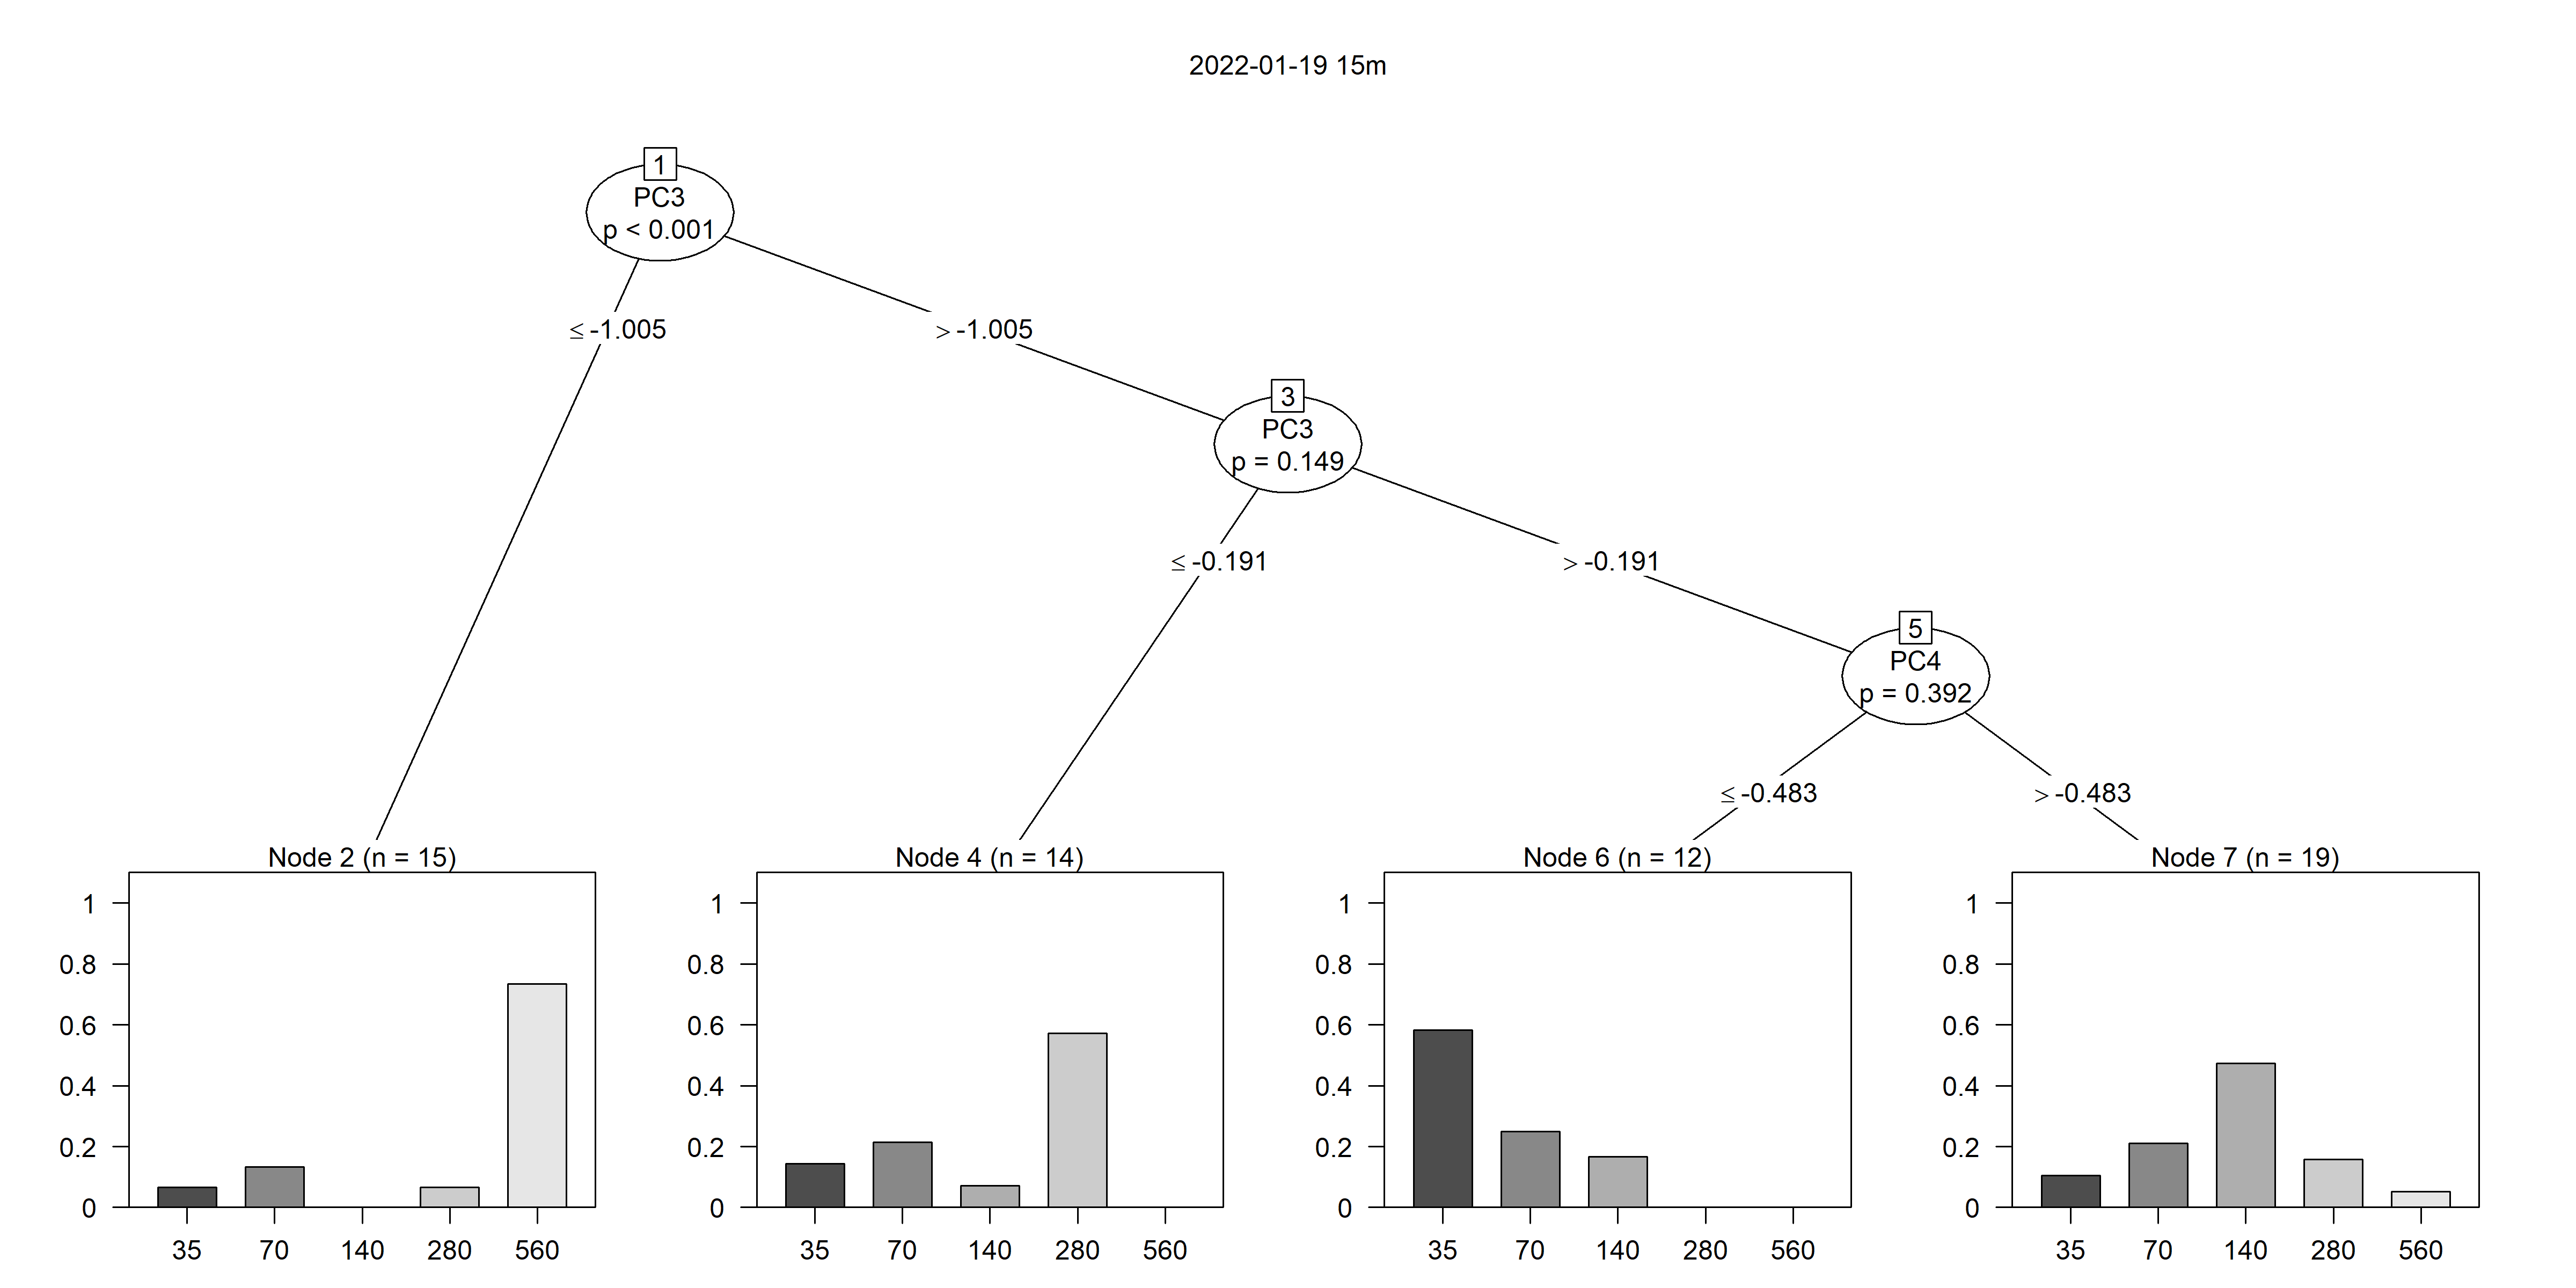 2022-01-19 15m
1
PC3
p < 0.001
≤ -1.005
> -1.005
3
PC3
p = 0.149
≤ -0.191
> -0.191
5
PC4
p = 0.392
≤ -0.483
> -0.483
Node 2 (n = 15)
1
0.8
0.6
0.4
0.2
0
35 70 140 280 560
Node 4 (n = 14)
1
0.8
0.6
0.4
0.2
0
35 70 140 280 560
Node 6 (n = 12)
1
0.8
0.6
0.4
0.2
0
35 70 140 280 560
Node 7 (n = 19)
1
0.8
0.6
0.4
0.2
0
35 70 140 280 560